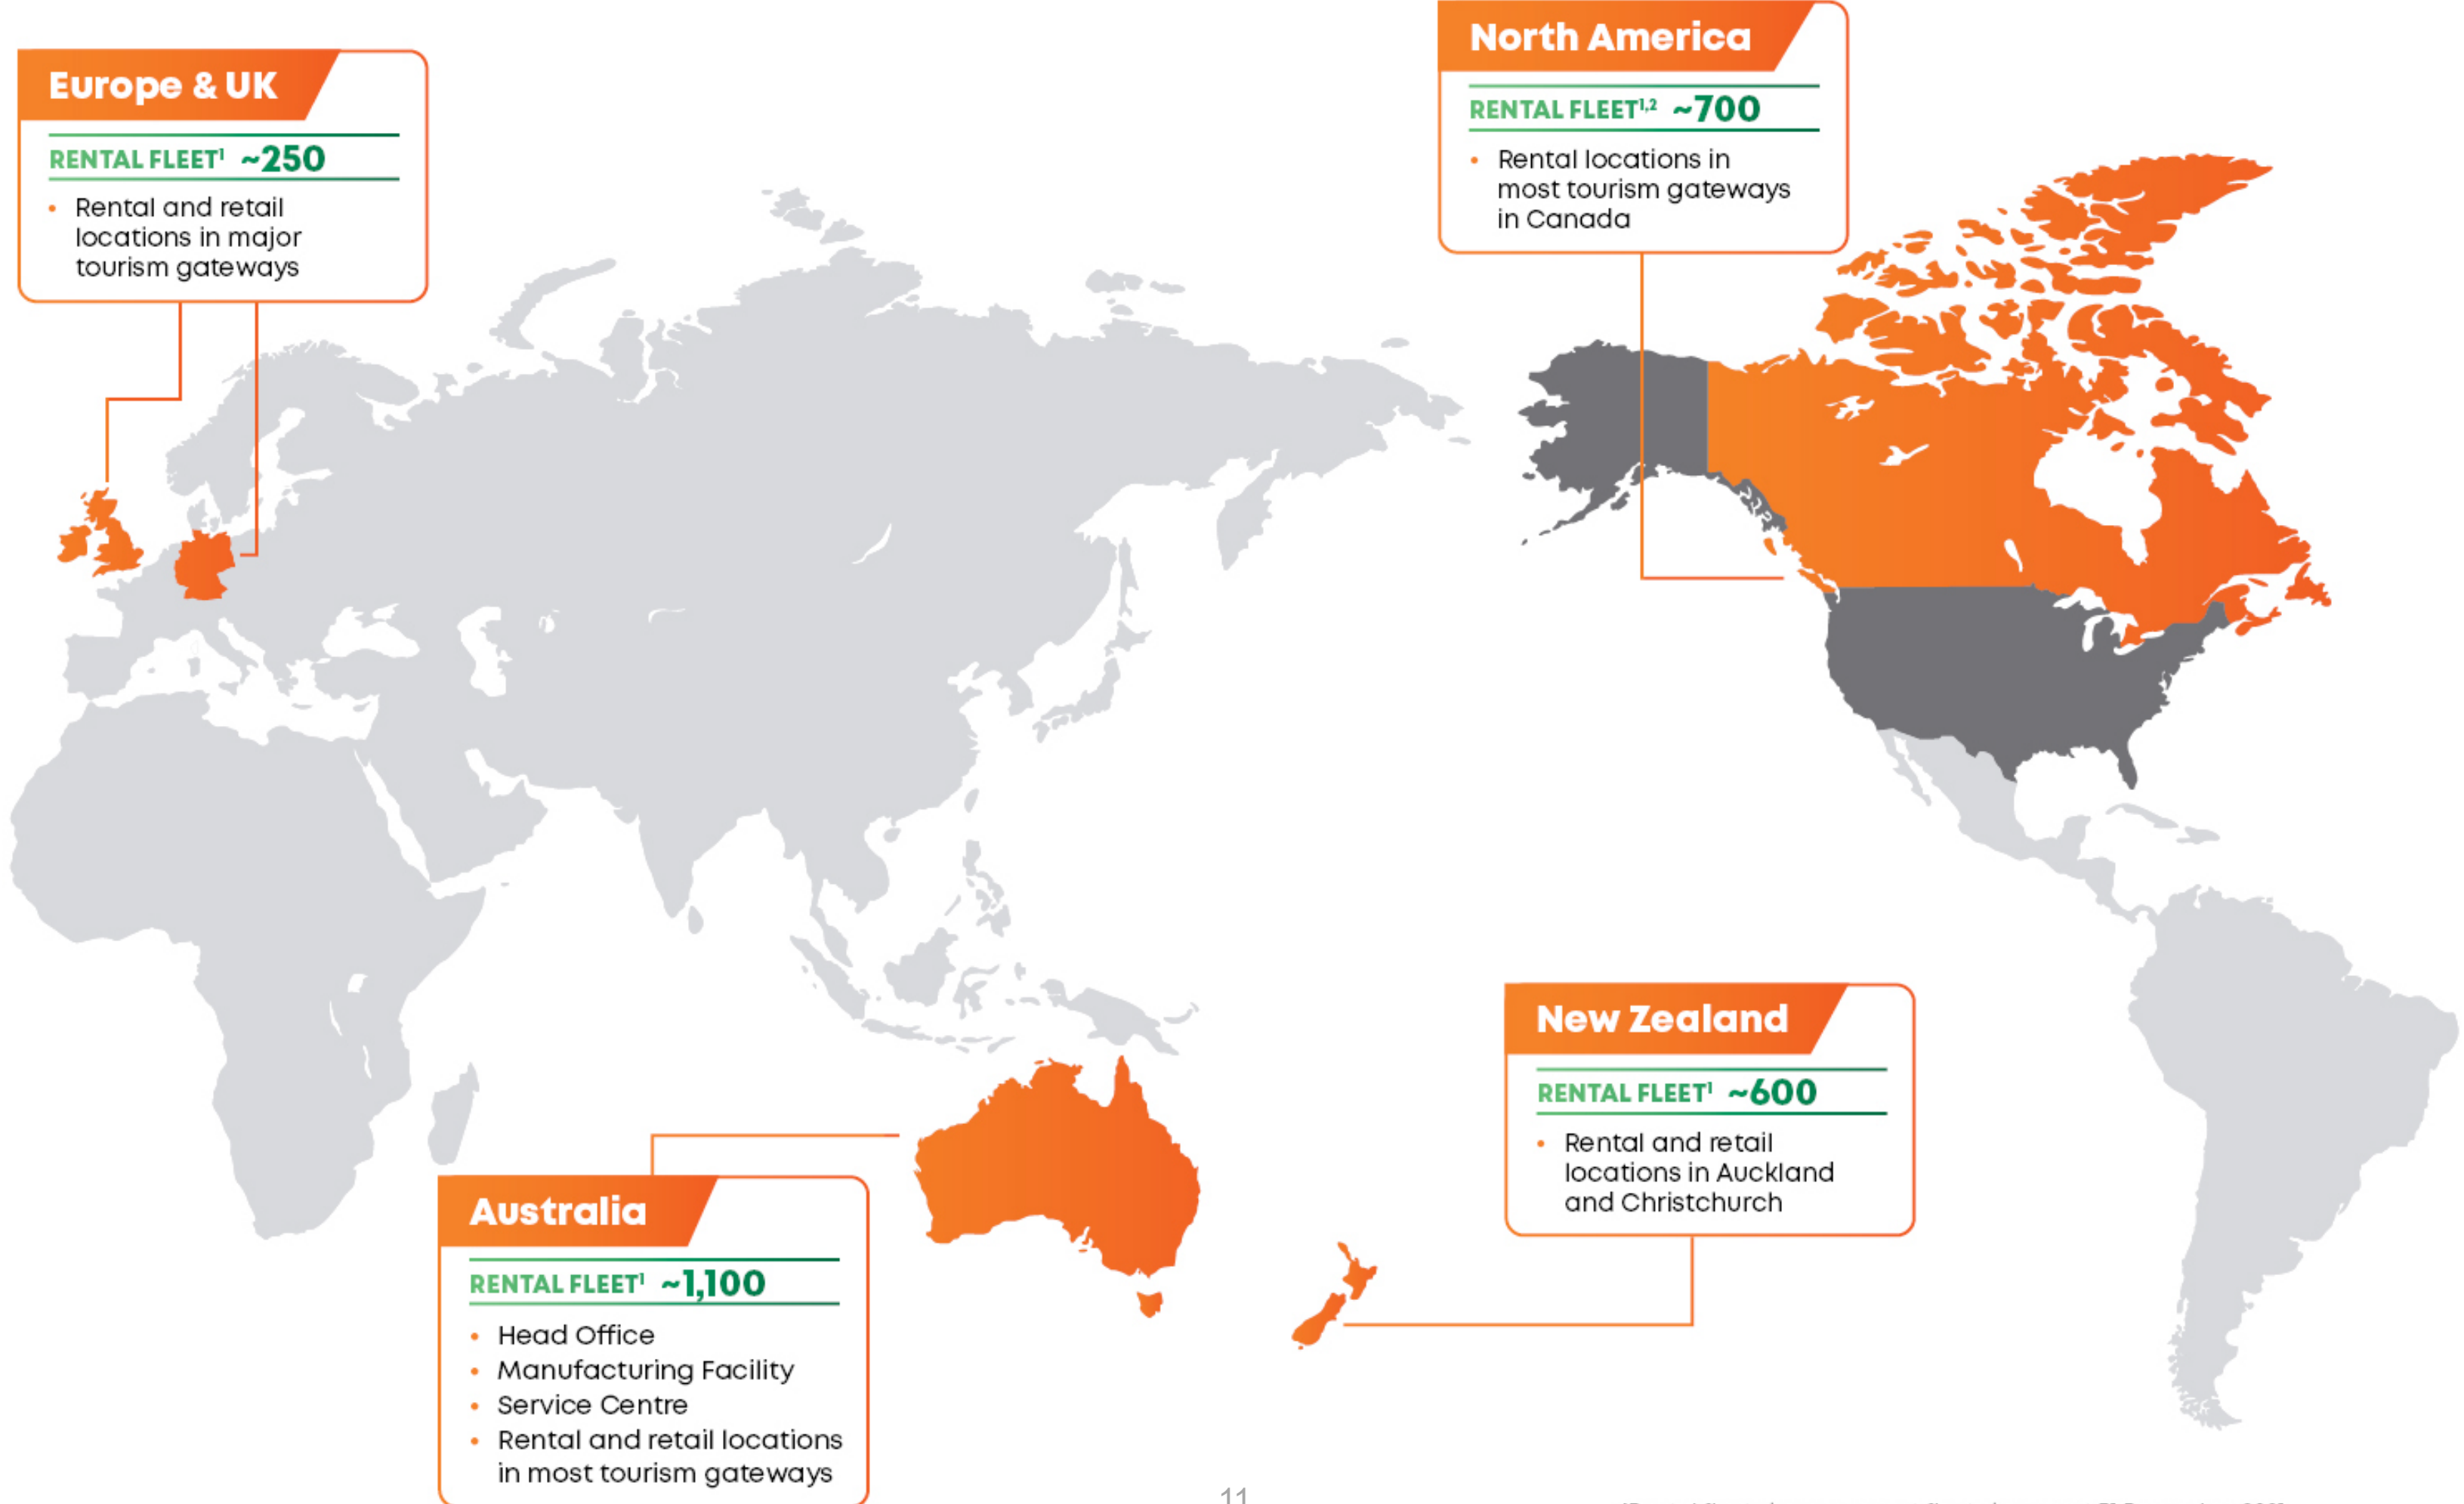 Europe & UK
RENTAL FLEET¹ ~250
• Rental and retail
locations in major
tourism gateways
North America
RENTAL FLEET¹,² ~700
• Rental locations in
most tourism gateways
in Canada
New Zealand
RENTAL FLEET¹ ~600
• Rental and retail
locations in Auckland
and Christchurch
Australia
RENTAL FLEET¹ ~1,100
• Head Office
• Manufacturing Facility
• Service Centre
• Rental and retail locations
in most tourism gateways
11